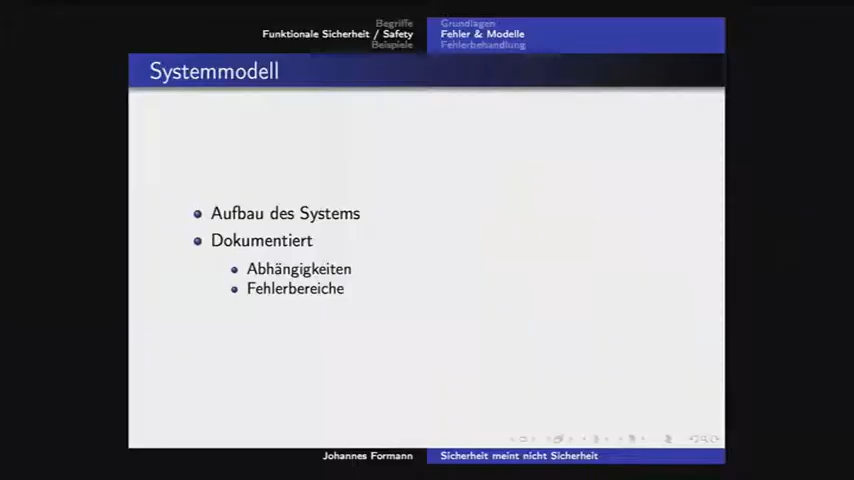 Begriffe
Funktionale Sicherheit / Safety
Beispiele
Grundlagen
Fehler & Modelle
Fehlerbehandlung
Systemmodell
Aufbau des Systems
Dokumentiert
Abhängigkeiten
Fehlerbereiche
Johannes Formann
Sicherheit meint nicht Sicherheit